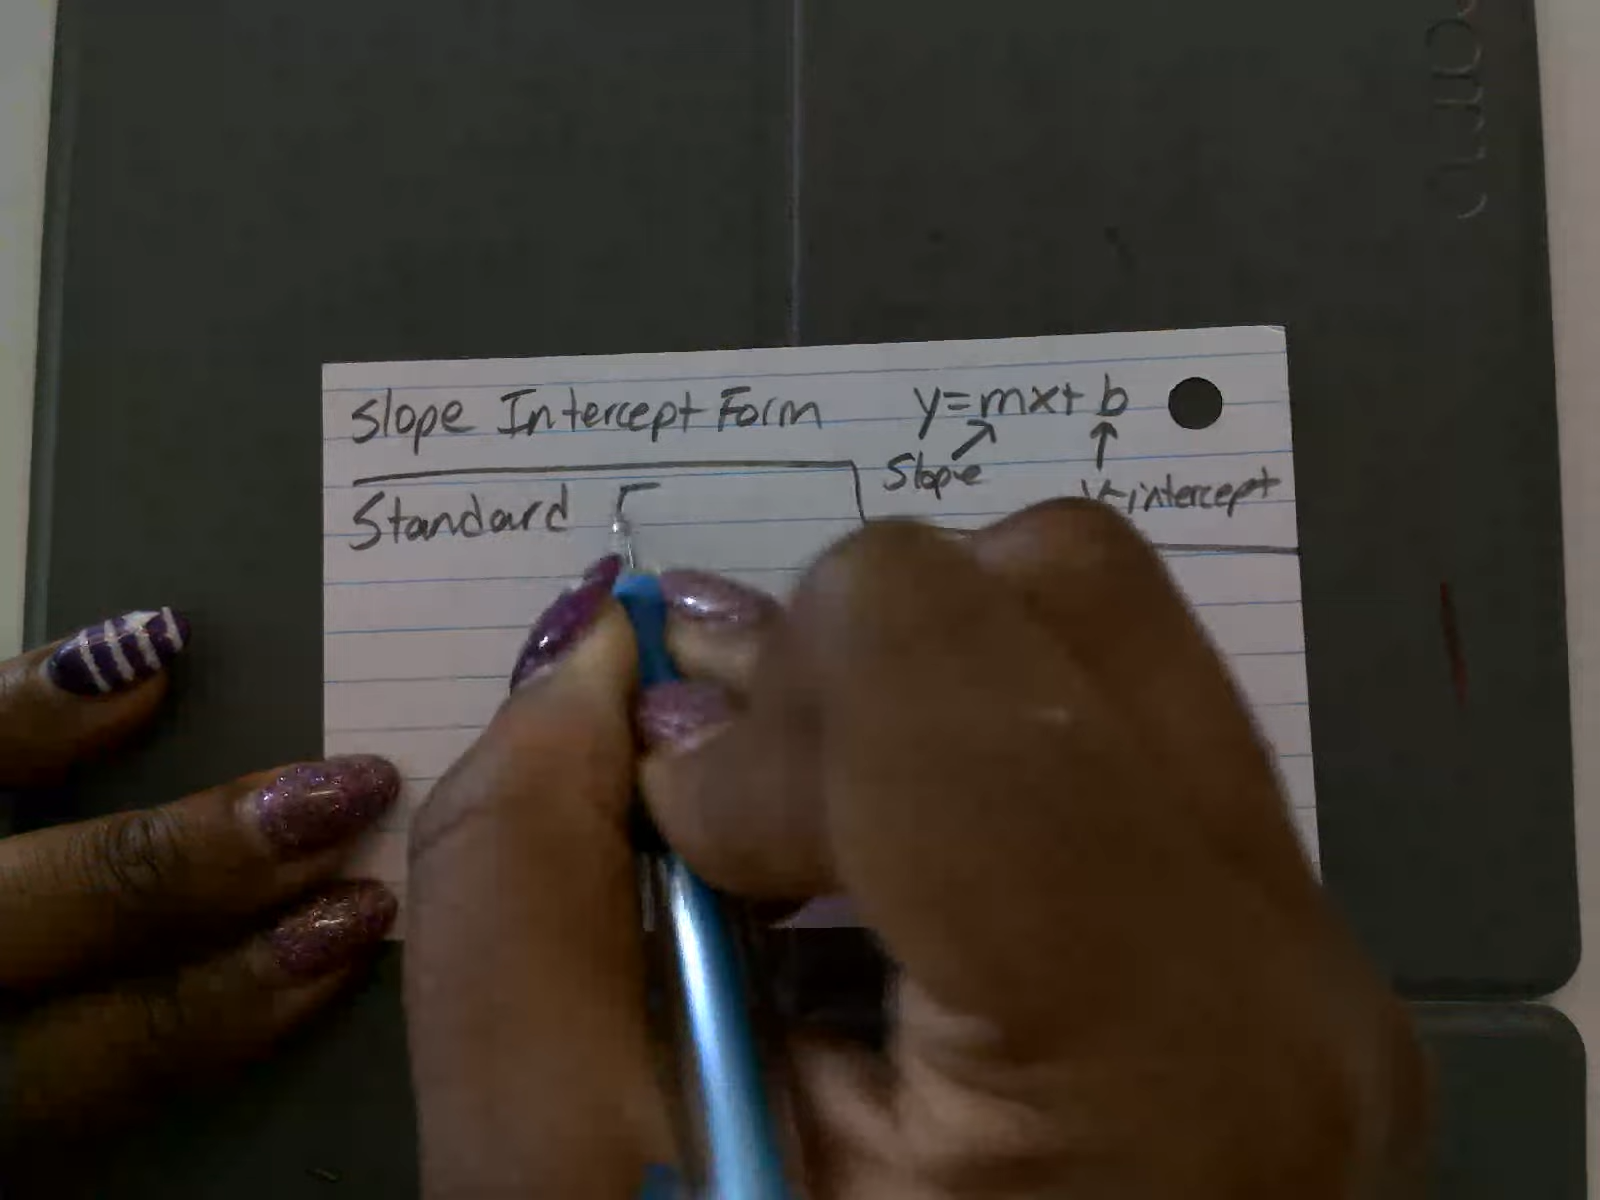 Slope Intercept Form y=mx+b
Slope
y-intercept
Standard